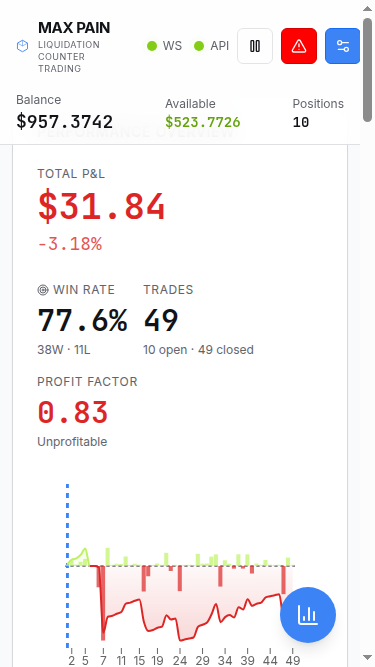 MAX PAIN
LIQUIDATION
COUNTER
TRADING
WS
API
Balance
$957.3742
Available
$523.7726
Positions
10
TOTAL P&L
$31.84
-3.18%
WIN RATE
77.6%
38W · 11L
TRADES
49
10 open · 49 closed
PROFIT FACTOR
0.83
Unprofitable
2 5 7 11 15 19 24 29 34 39 44 49